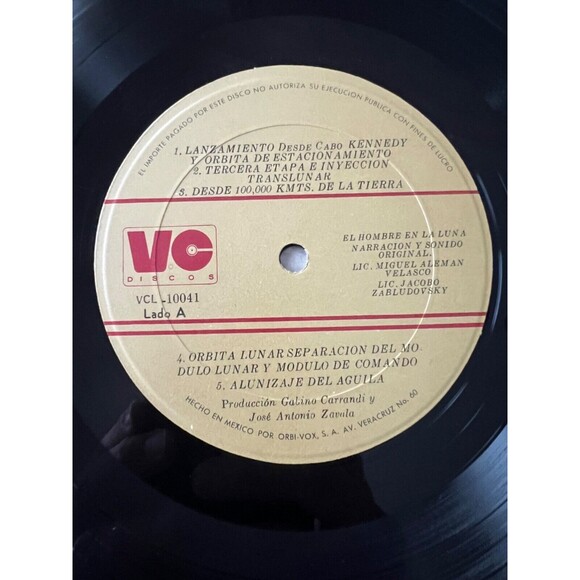 EL IMPORTE PAGADO POR ESTE DISCO NO AUTORIZA SU EJECUCION PUBLICA CON FINES DE LUCRO
1. LANZAMIENTO DESDE CABO KENNEDY
Y ORBITA DE ESTACIONAMIENTO
2. TERCERA ETAPA E INYECCION
TRANSLUNAR
3. DESDE 100,000 KMTS. DE LA TIERRA
VC
DISCOS
VCL-10041
Lado A
EL HOMBRE EN LA LUNA
NARRACION Y SONIDO
ORIGINAL.
LIC. MIGUEL ALEMAN
VELASCO
LIC. JACOBO
ZABLUDOVSKY
4. ORBITA LUNAR SEPARACION DEL MO
DULO LUNAR Y MODULO DE COMANDO
5. ALUNIZAJE DEL AGUILA
Producción Gabino Carrandi y
José Antonio Zavala
HECHO EN MEXICO POR ORBI-VOX, S. A. AV. VERACRUZ No. 60